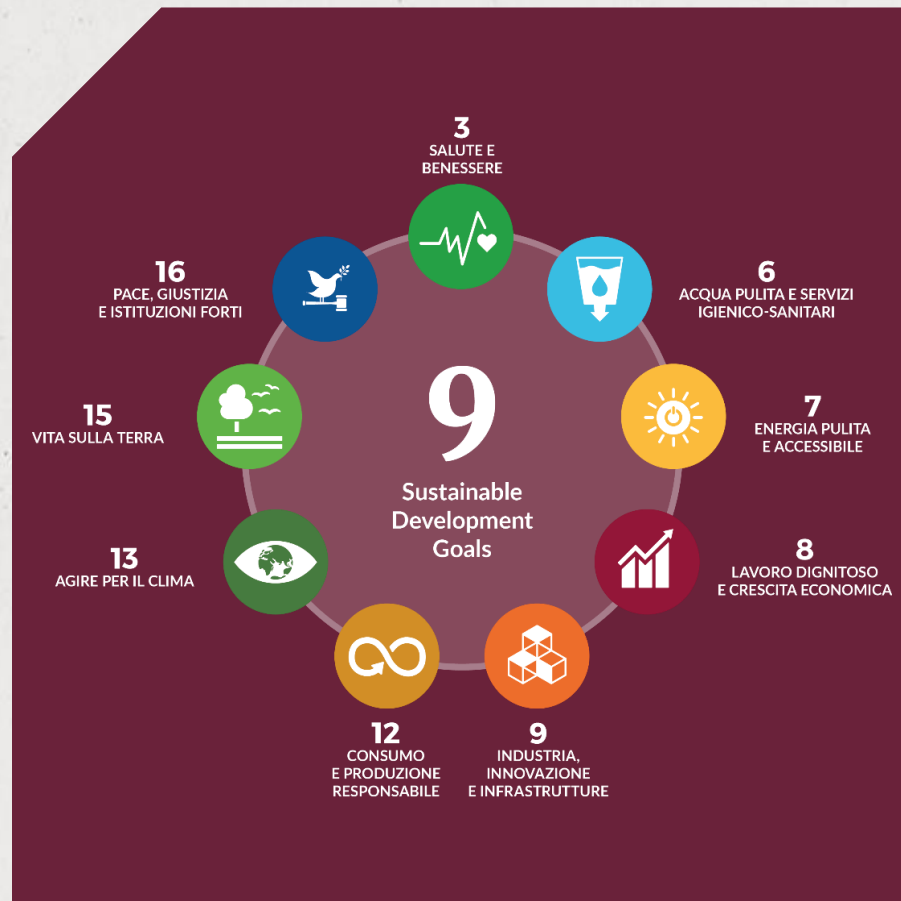 3
SALUTE E
BENESSERE
16
PACE, GIUSTIZIA
E ISTITUZIONI FORTI
6
ACQUA PULITA E SERVIZI
IGIENICO-SANITARI
9
Sustainable
Development
Goals
15
VITA SULLA TERRA
7
ENERGIA PULITA
E ACCESSIBILE
13
AGIRE PER IL CLIMA
8
LAVORO DIGNITOSO
E CRESCITA ECONOMICA
12
CONSUMO
E PRODUZIONE
RESPONSABILE
9
INDUSTRIA,
INNOVAZIONE
E INFRASTRUTTURE